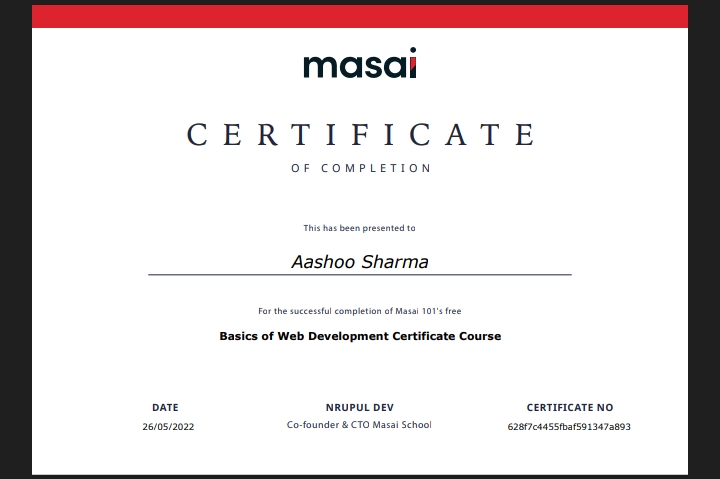 masai
CERTIFICATE
OF COMPLETION
This has been presented to
Aashoo Sharma
For the successful completion of Masai 101's free
Basics of Web Development Certificate Course
DATE
26/05/2022
NRUPUL DEV
Co-founder & CTO Masai School
CERTIFICATE NO
628f7c4455fbaf591347a893